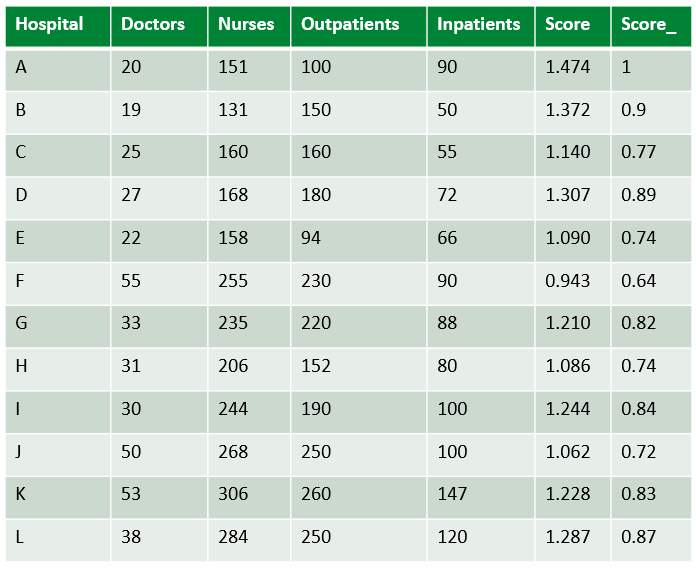 Hospital Doctors Nurses Outpatients Inpatients Score Score_
A 20 151 100 90 1.474 1
B 19 131 150 50 1.372 0.9
C 25 160 160 55 1.140 0.77
D 27 168 180 72 1.307 0.89
E 22 158 94 66 1.090 0.74
F 55 255 230 90 0.943 0.64
G 33 235 220 88 1.210 0.82
H 31 206 152 80 1.086 0.74
I 30 244 190 100 1.244 0.84
J 50 268 250 100 1.062 0.72
K 53 306 260 147 1.228 0.83
L 38 284 250 120 1.287 0.87